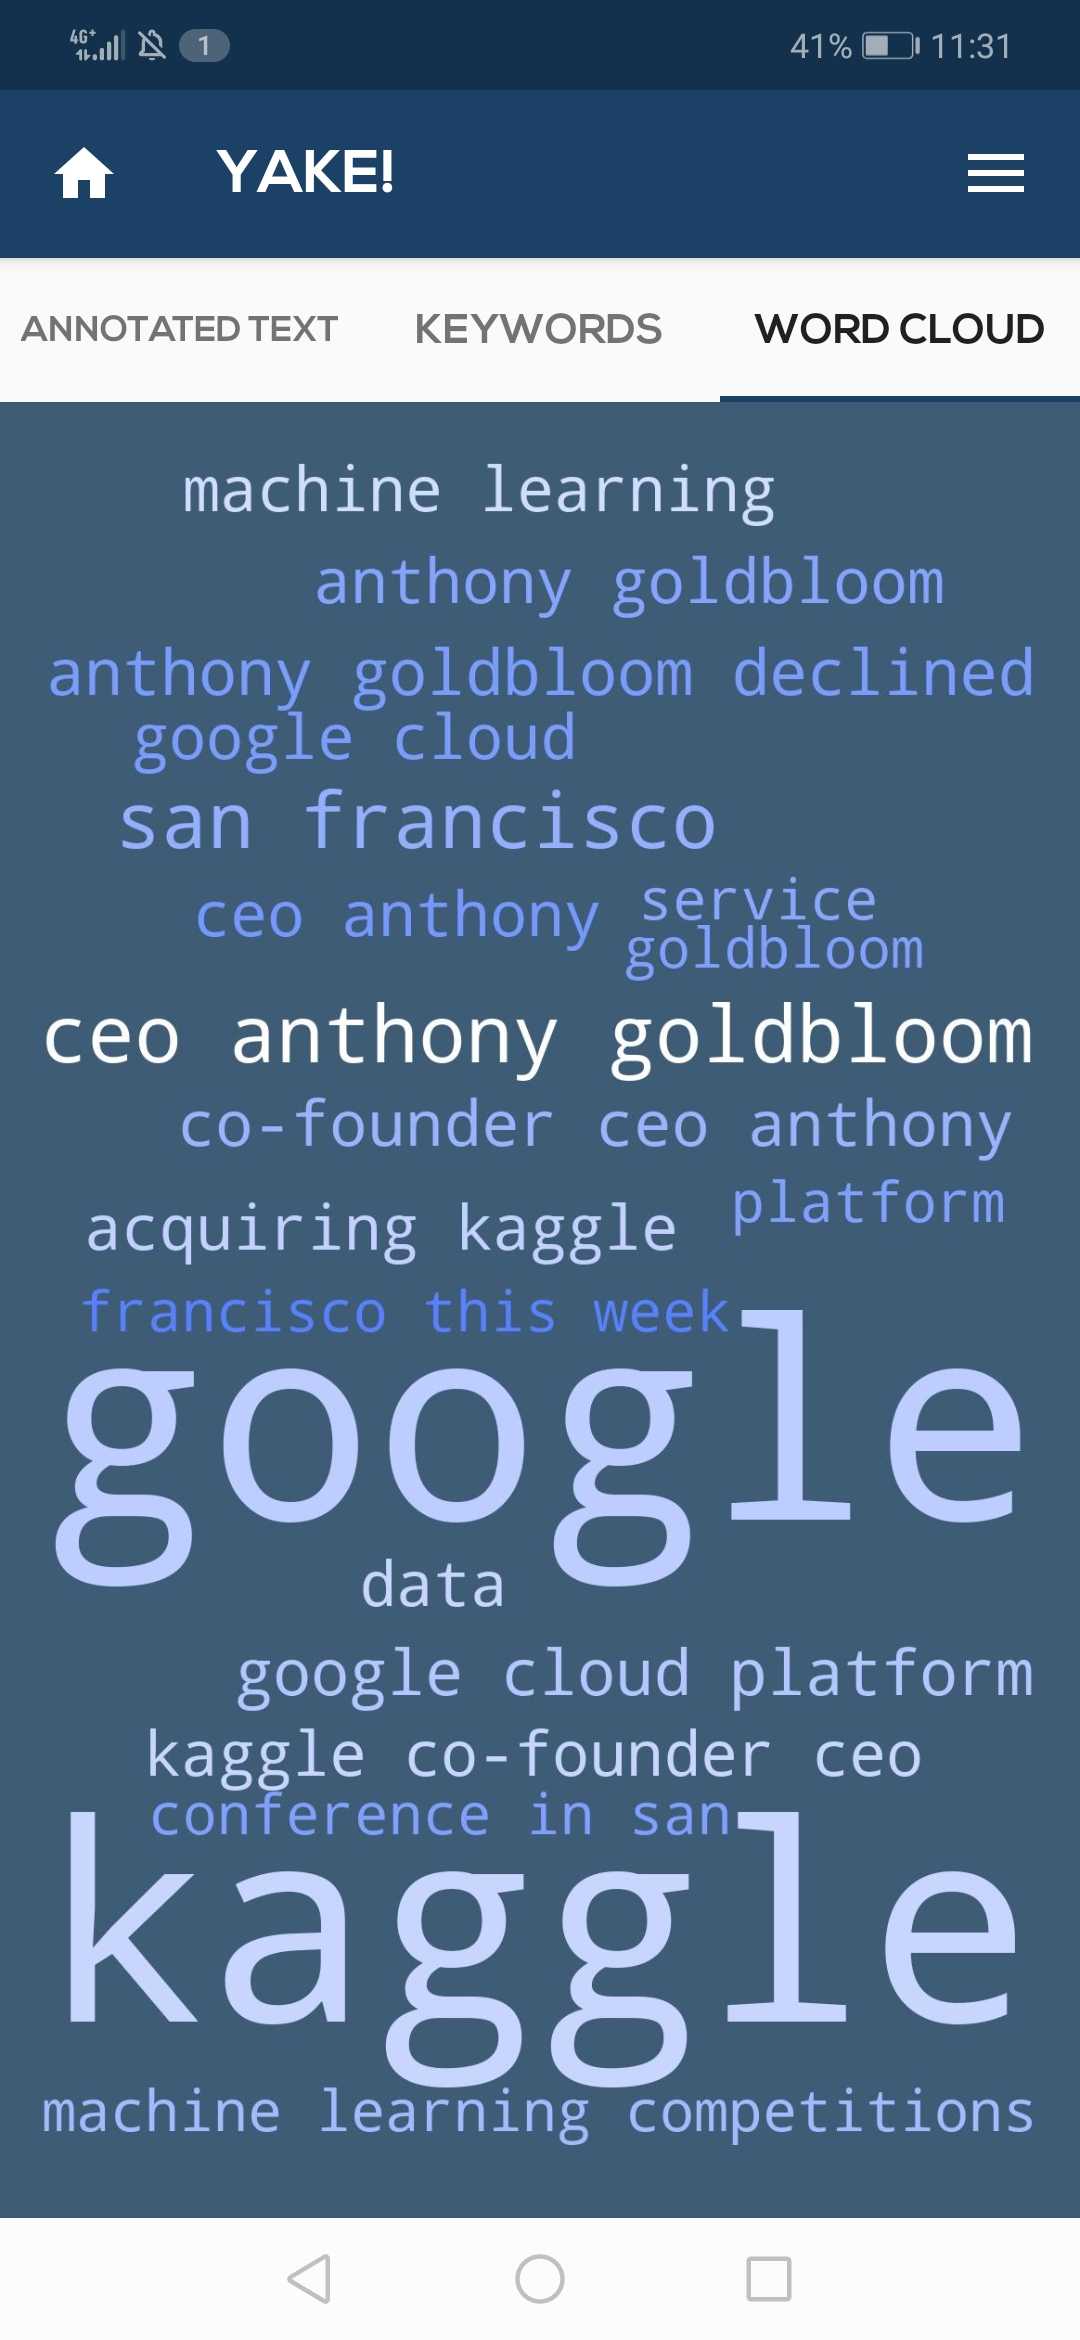 4G+ 1 41% 11:31
YAKE!
ANNOTATED TEXT KEYWORDS WORD CLOUD
machine learning
anthony goldbloom
anthony goldbloom declined
google cloud
san francisco
ceo anthony service
goldbloom
ceo anthony goldbloom
co-founder ceo anthony
acquiring kaggle platform
francisco this week
google
data
google cloud platform
kaggle co-founder ceo
conference in san
kaggle
machine learning competitions